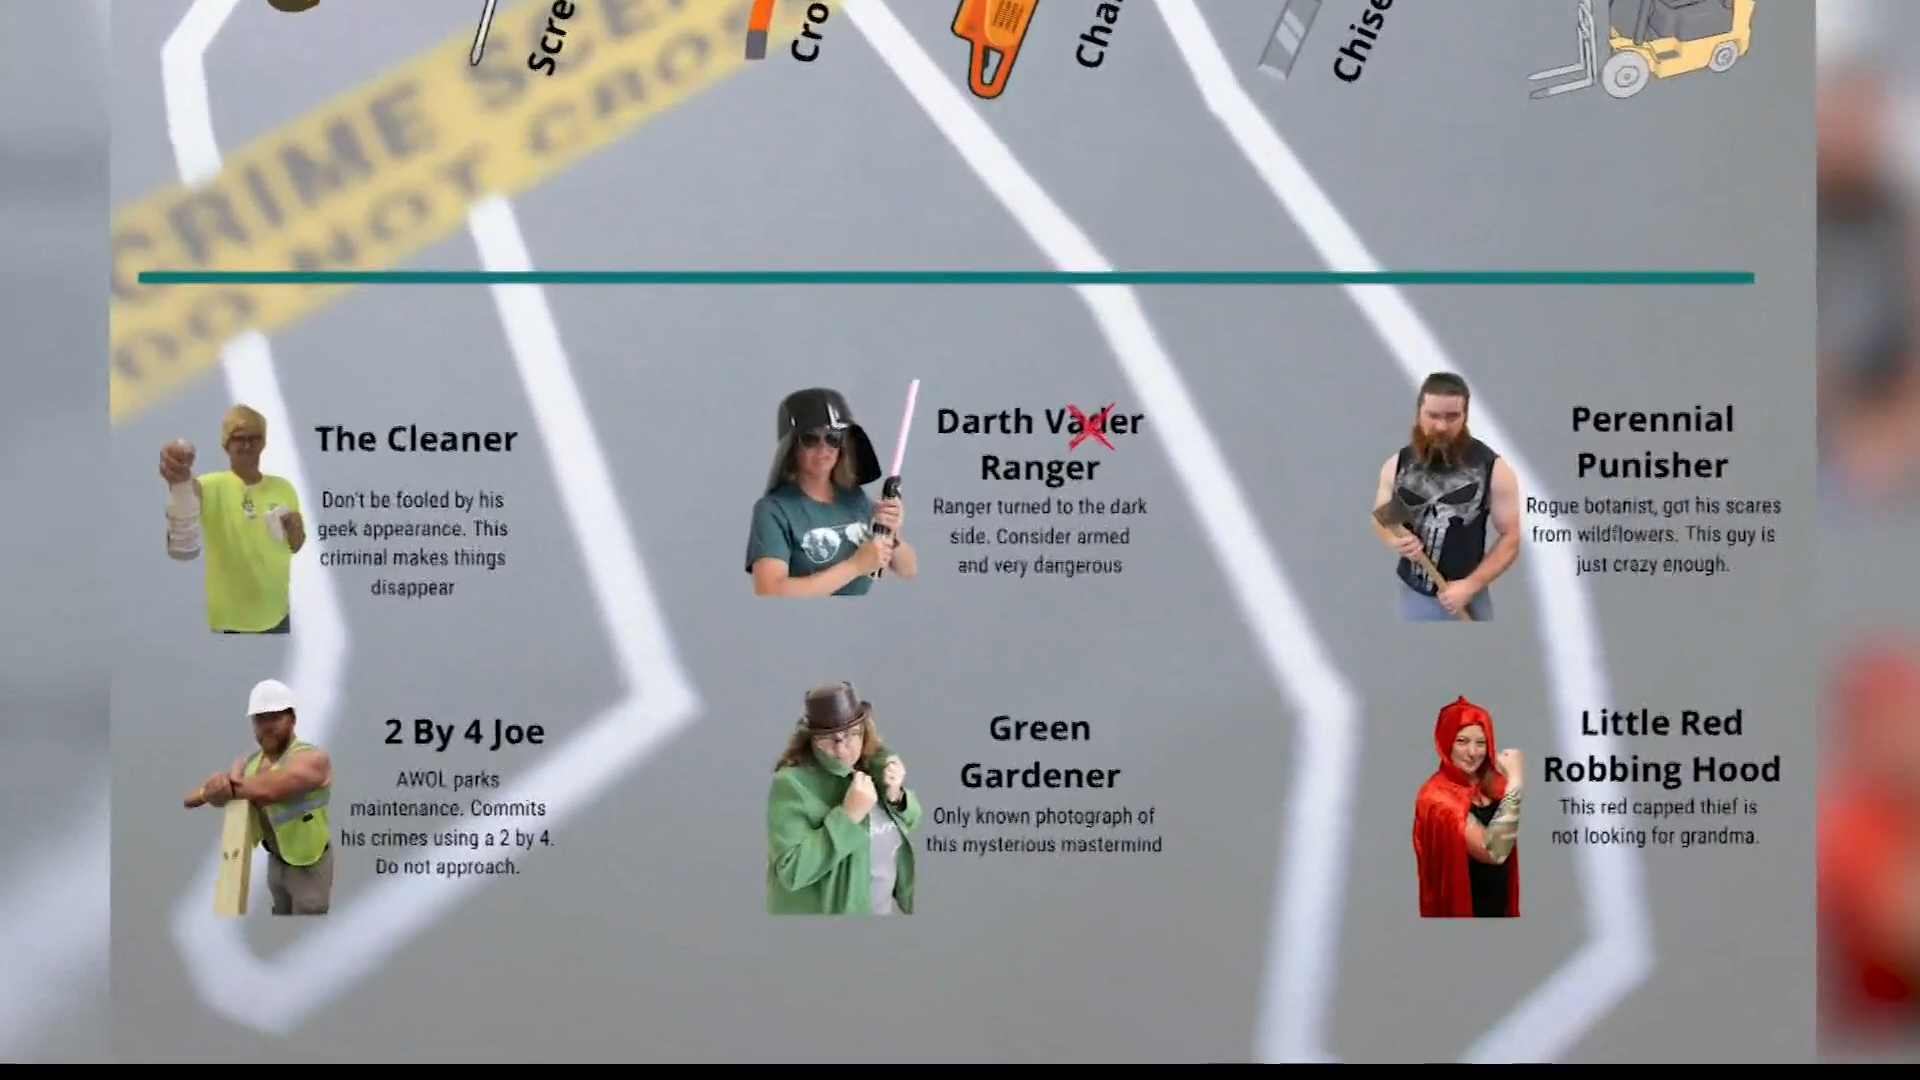 CRIME SCE
DO NOT CROS
Scre
Cro
Cha
Chise
The Cleaner
Don't be fooled by his
geek appearance. This
criminal makes things
disappear
Darth Vader
Ranger
Ranger turned to the dark
side. Consider armed
and very dangerous
Perennial
Punisher
Rogue botanist, got his scares
from wildflowers. This guy is
just crazy enough.
2 By 4 Joe
AWOL parks
maintenance. Commits
his crimes using a 2 by 4.
Do not approach.
Green
Gardener
Only known photograph of
this mysterious mastermind
Little Red
Robbing Hood
This red capped thief is
not looking for grandma.